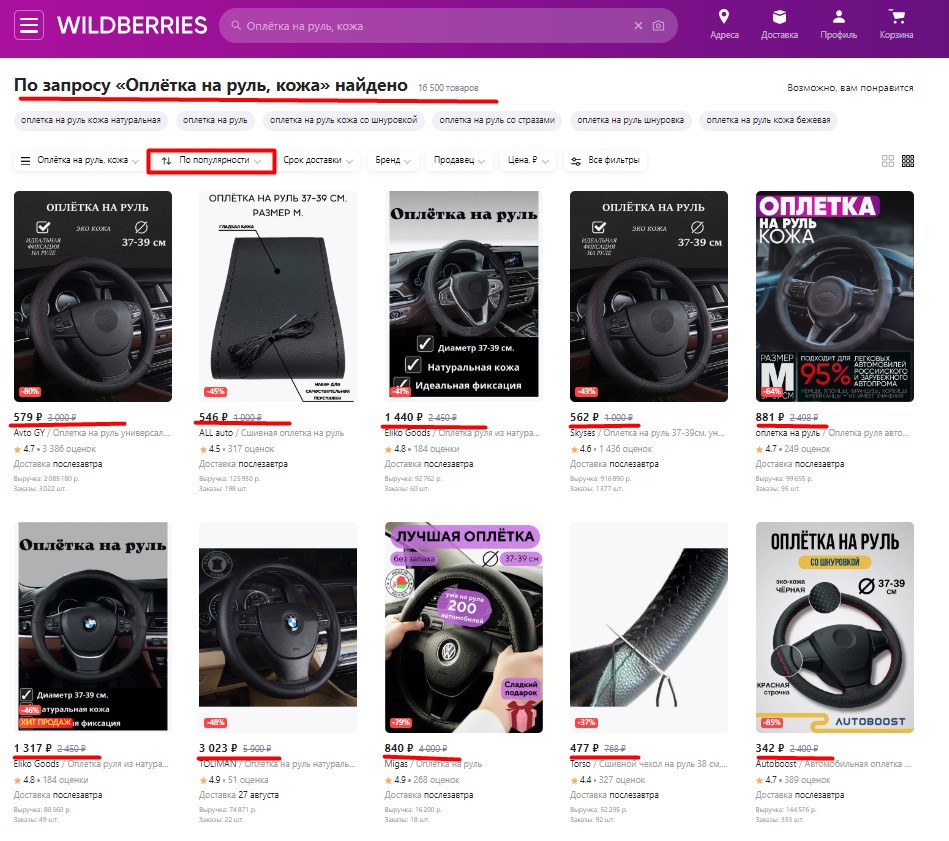 WILDBERRIES
Оплётка на руль, кожа
Адреса
Доставка
Профиль
Корзина
По запросу «Оплётка на руль, кожа» найдено 16 500 товаров
Возможно, вам понравится
оплетка на руль кожа натуральная
оплетка на руль
оплетка на руль кожа со шнуровкой
оплетка на руль со стразами
оплетка на руль шнуровка
оплетка на руль кожа бежевая
Оплётка на руль, кожа
По популярности
Срок доставки
Бренд
Продавец
Цена, ₽
Все фильтры
ОПЛЁТКА НА РУЛЬ
ИДЕАЛЬНАЯ
ФИКСАЦИЯ
НА РУЛЕ
ЭКО КОЖА
37-39 см
-80%
579 ₽ 3 000 ₽
Avto GY / Оплетка на руль универсал...
4.7 • 3 386 оценок
Доставка послезавтра
Выручка: 2 085 180 р.
Заказы: 3 022 шт.
ОПЛЁТКА НА РУЛЬ 37-39 СМ.
РАЗМЕР М.
ГЛАДКАЯ КОЖА
НАБОР ДЛЯ
САМОСТОЯТЕЛЬНОЙ
ПЕРЕТЯЖКИ
-45%
546 ₽ 1 000 ₽
ALL auto / Сшивная оплетка на руль
4.5 • 317 оценок
Доставка послезавтра
Выручка: 125 950 р.
Заказы: 198 шт.
Оплётка на руль
Диаметр 37-39 см.
Натуральная кожа
Идеальная фиксация
-41%
1 440 ₽ 2 450 ₽
Eliko Goods / Оплетка руля из натура...
4.8 • 184 оценки
Доставка послезавтра
Выручка: 92 762 р.
Заказы: 60 шт.
ОПЛЁТКА НА РУЛЬ
ИДЕАЛЬНАЯ
ФИКСАЦИЯ
НА РУЛЕ
ЭКО КОЖА
37-39 см
-43%
562 ₽ 1 000 ₽
Skyses / Оплетка на руль 37-39см. ун...
4.6 • 1 436 оценок
Доставка послезавтра
Выручка: 916 890 р.
Заказы: 1 377 шт.
ОПЛЕТКА
НА РУЛЬ
КОЖА
РАЗМЕР
M
37-39 СМ
ПОДХОДИТ ДЛЯ
95%
ЛЕГКОВЫХ
АВТОМОБИЛЕЙ
РОССИЙСКОГО
И ЗАРУБЕЖНОГО
АВТОПРОМА
НЕМЦЫ, ЯПОНЦЫ, ФРАНЦУЗЫ, КОРЕЙЦЫ
АМЕРИКАНЦЫ – НЕ ИМЕЕТ ЗНАЧЕНИЯ
-64%
881 ₽ 2 498 ₽
оплетка на руль / Оплетка руля авто...
4.7 • 249 оценок
Доставка послезавтра
Выручка: 99 655 р.
Заказы: 95 шт.
Оплётка на руль
Диаметр 37-39 см.
натуральная кожа
ная фиксация
-46%
ХИТ ПРОДАЖ
1 317 ₽ 2 450 ₽
Eliko Goods / Оплетка руля из натура...
4.8 • 184 оценки
Доставка послезавтра
Выручка: 80 360 р.
Заказы: 49 шт.
-48%
3 023 ₽ 5 900 ₽
TOLIMAN / Оплетка на руль натураль...
4.9 • 51 оценка
Доставка 27 августа
Выручка: 74 871 р.
Заказы: 22 шт.
ЛУЧШАЯ ОПЛЁТКА
без запаха
37-39 см
уже на руле
200
автомобилей
Сладкий
подарок
-79%
840 ₽ 4 000 ₽
Migas / Оплетка на руль
4.9 • 268 оценок
Доставка послезавтра
Выручка: 16 200 р.
Заказы: 18 шт.
-37%
477 ₽ 768 ₽
Torso / Сшивной чехол на руль 38 см,...
4.4 • 327 оценок
Доставка послезавтра
Выручка: 52 295 р.
Заказы: 92 шт.
ОПЛЁТКА НА РУЛЬ
СО ШНУРОВКОЙ
ЭКО-КОЖА
ЧЁРНАЯ
37-39
СМ
КРАСНАЯ
СТРОЧКА
AUTOBOOST
-85%
342 ₽ 2 400 ₽
Autoboost / Автомобильная оплетка ...
4.7 • 389 оценок
Доставка послезавтра
Выручка: 144 576 р.
Заказы: 353 шт.